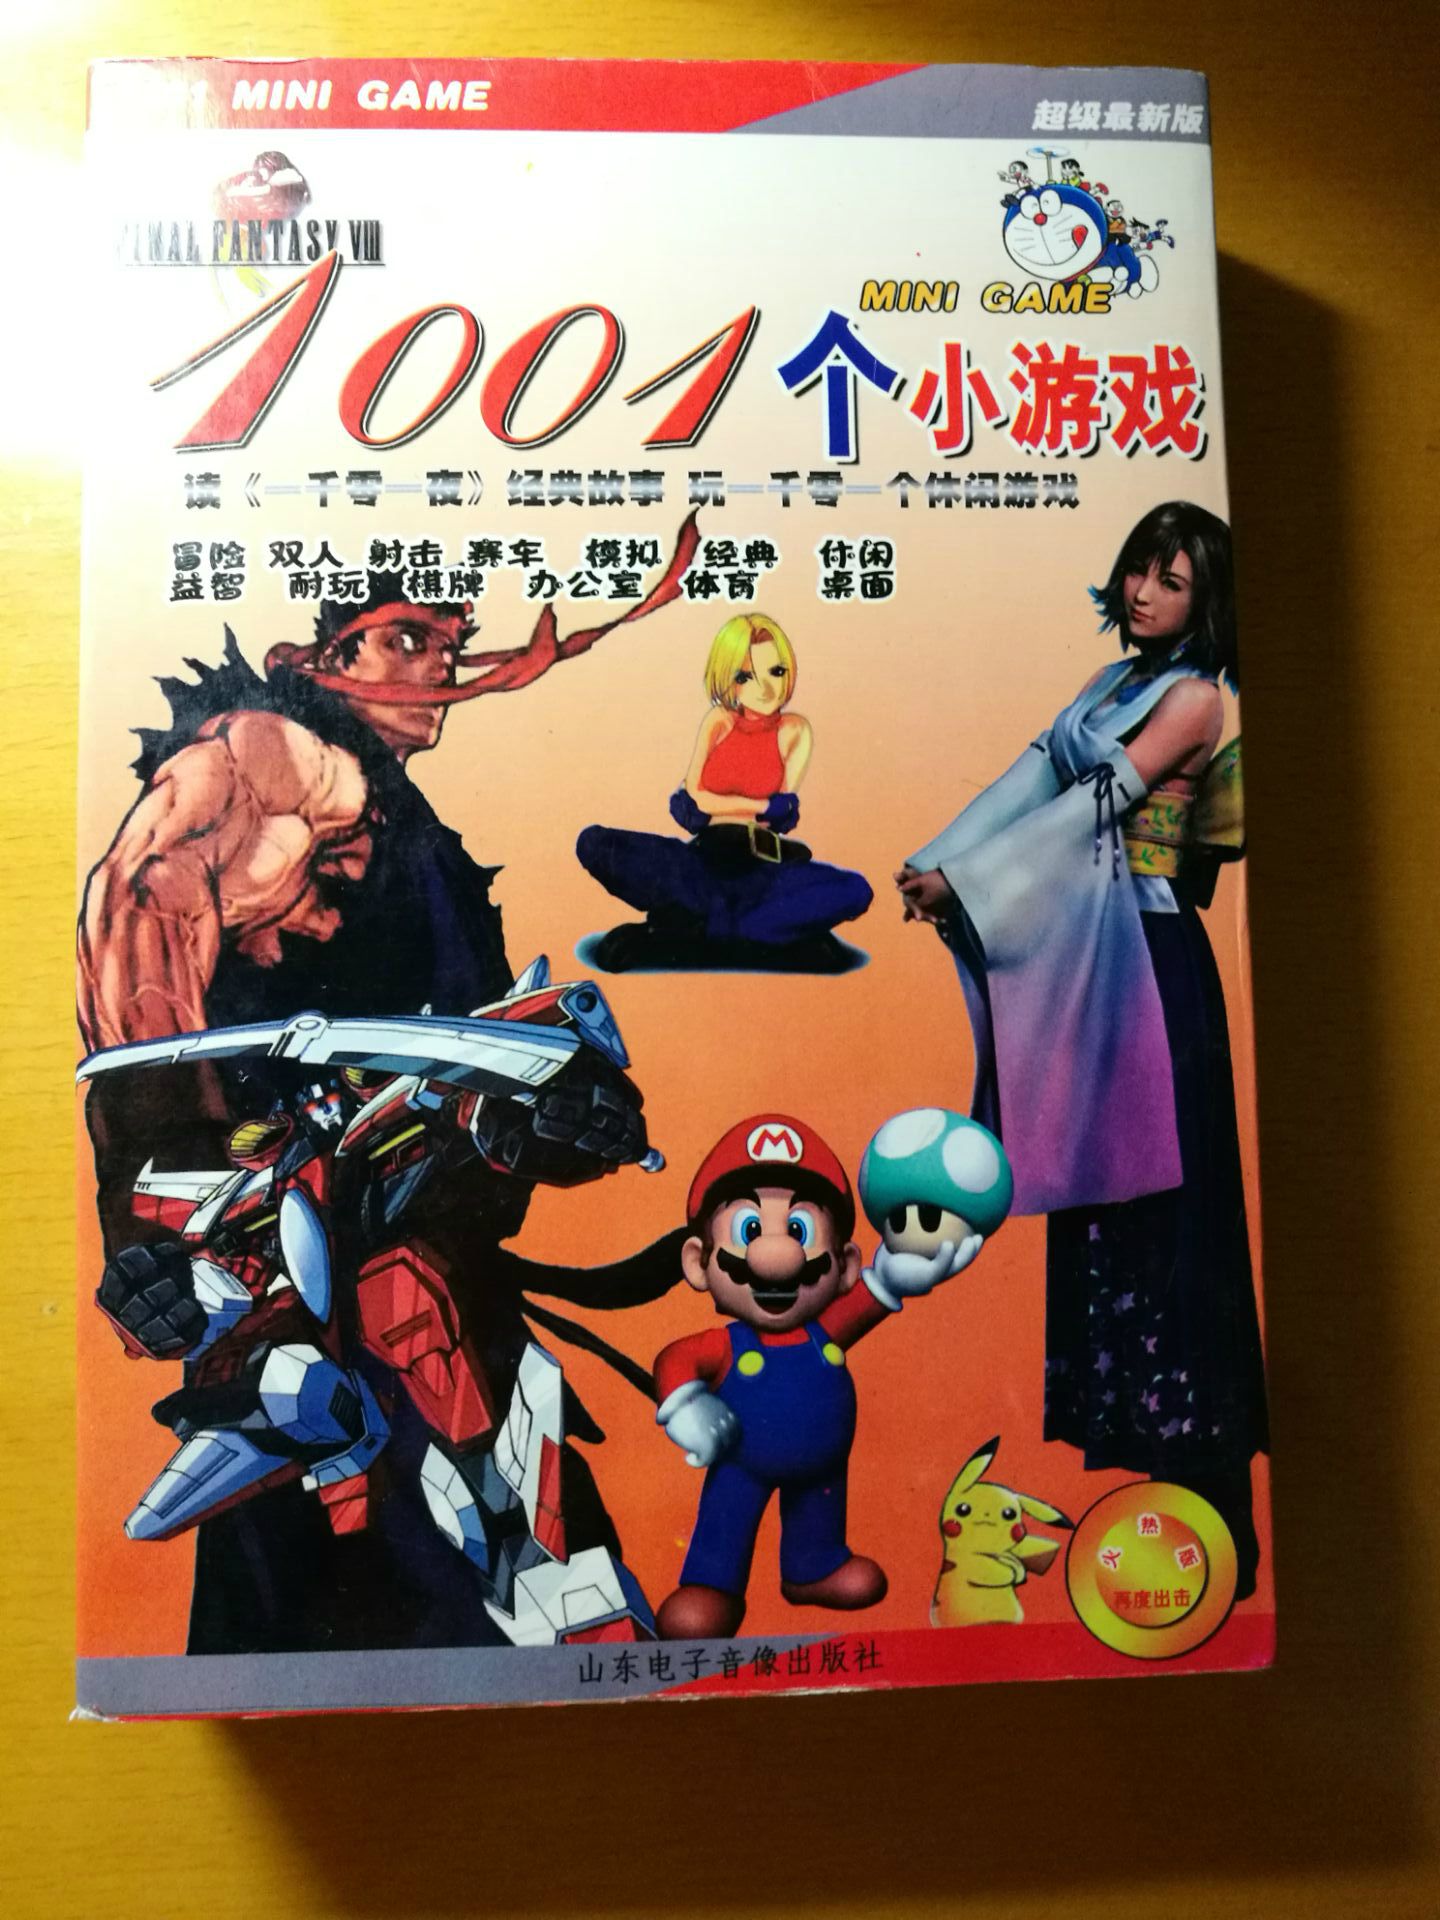 MINI GAME
超级最新版
FINAL FANTASY VIII
MINI GAME
1001个小游戏
读《一千零一夜》经典故事 玩一千零一个休闲游戏
冒险 双人 射击 赛车 模拟 经典 休闲
益智 耐玩 棋牌 办公室 体育 桌面
M
火热版
再度出击
山东电子音像出版社